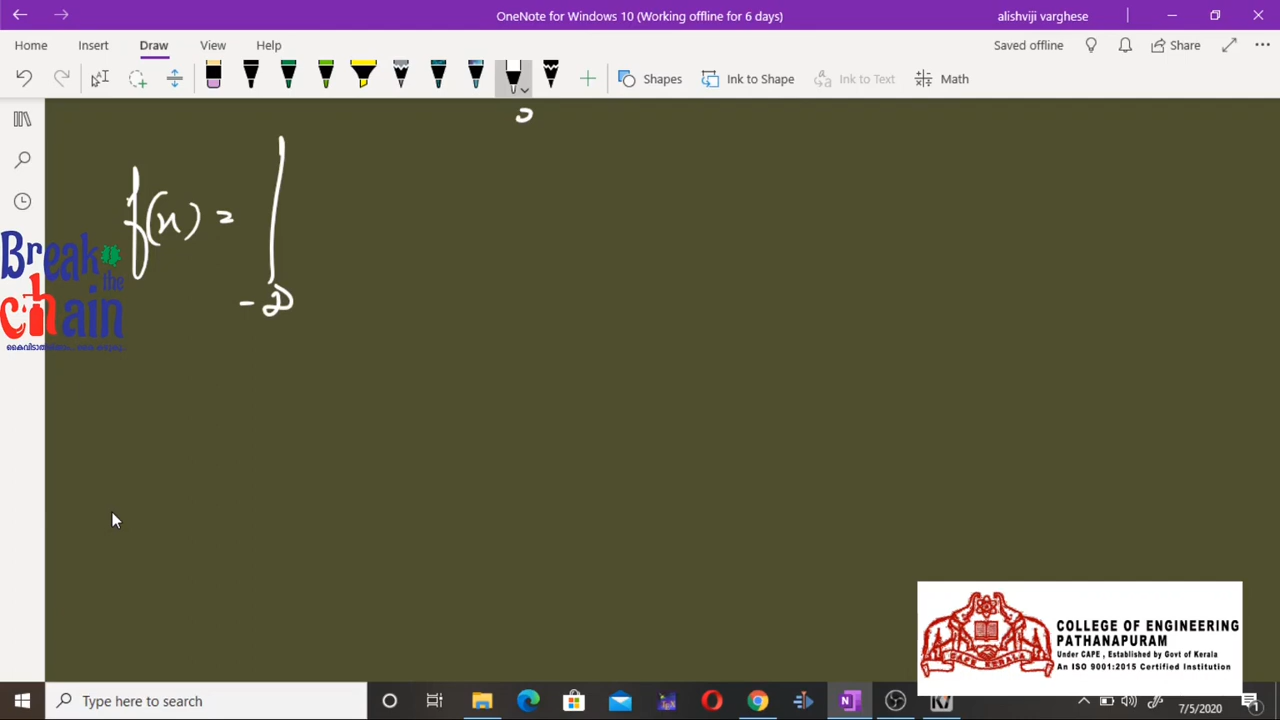 OneNote for Windows 10 (Working offline for 6 days)
alishviji varghese
Home Insert Draw View Help
Saved offline
Share
Shapes
Ink to Shape
Ink to Text
Math
f(x) = ∫
-∞
Break
the
chain
COLLEGE OF ENGINEERING
PATHANAPURAM
Under CAPE , Established by Govt of Kerala
An ISO 9001:2015 Certified Institution
CAPE KERALA
Type here to search
7/5/2020